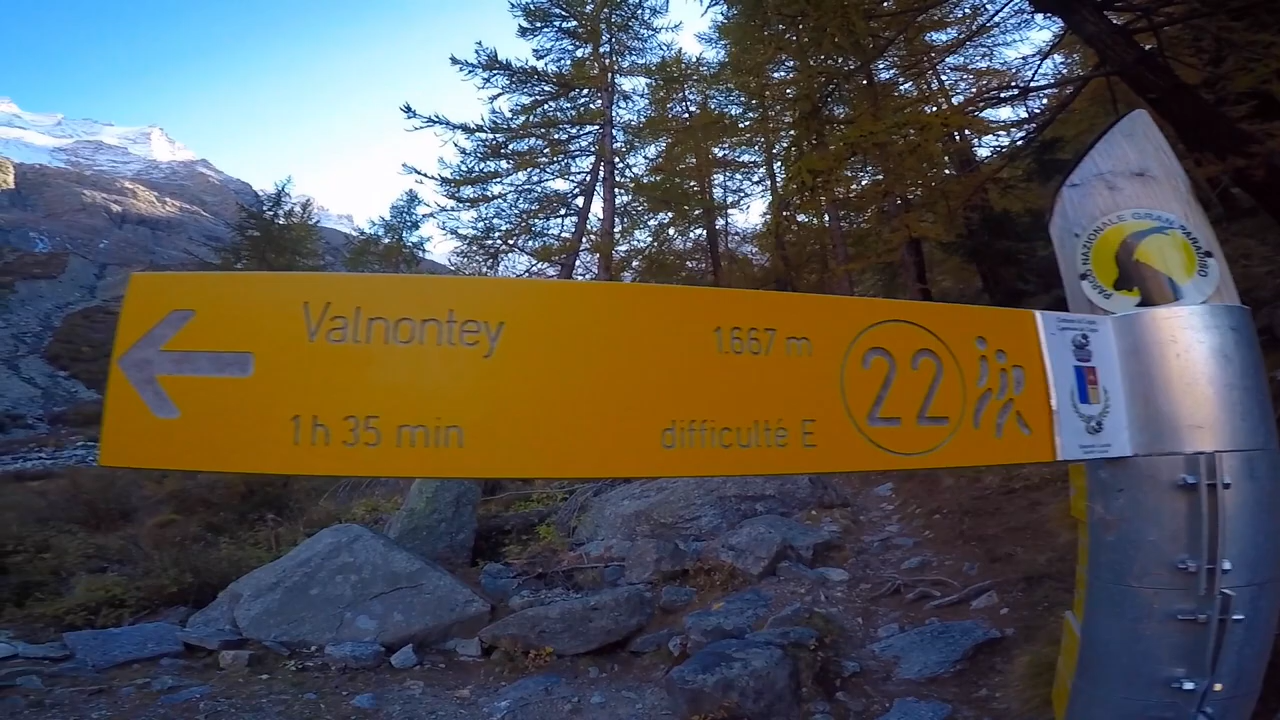 Valnontey
1.667 m
22
1h 35 min
difficulté E
PARCO NAZIONALE GRAN PARADISO